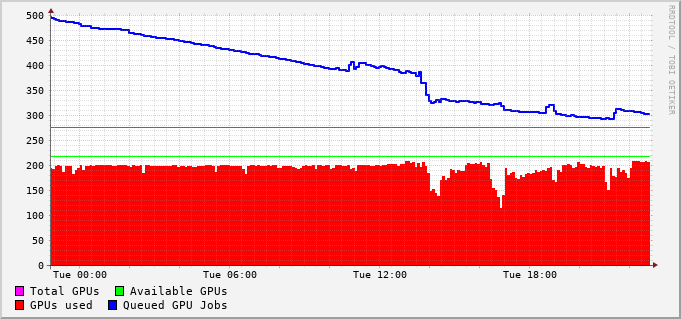 500
450
400
350
300
250
200
150
100
50
0
Tue 00:00 Tue 06:00 Tue 12:00 Tue 18:00
Total GPUs Available GPUs
GPUs used Queued GPU Jobs
RRDTOOL / TOBI OETIKER